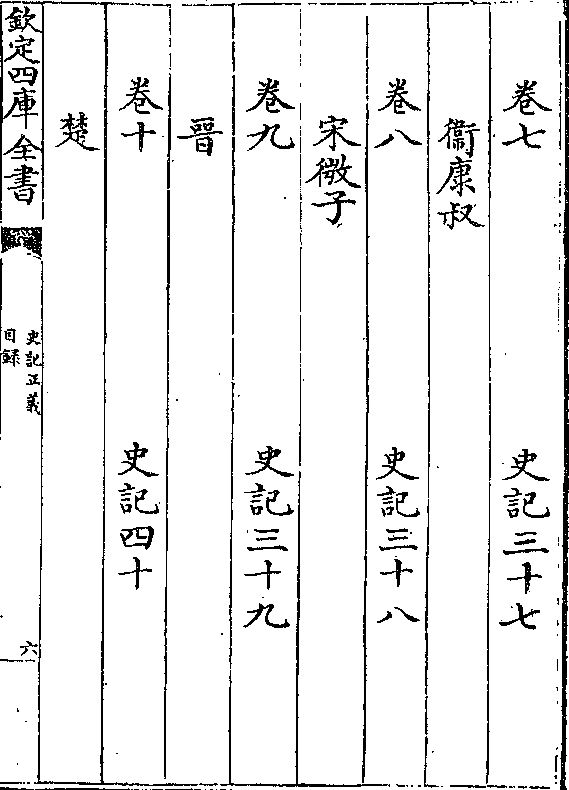 卷七 史記三十七
衞康叔
卷八 史記三十八
宋微子
卷九 史記三十九
晉
卷十 史記四十
楚
欽定四庫全書
史記正義
目錄
六